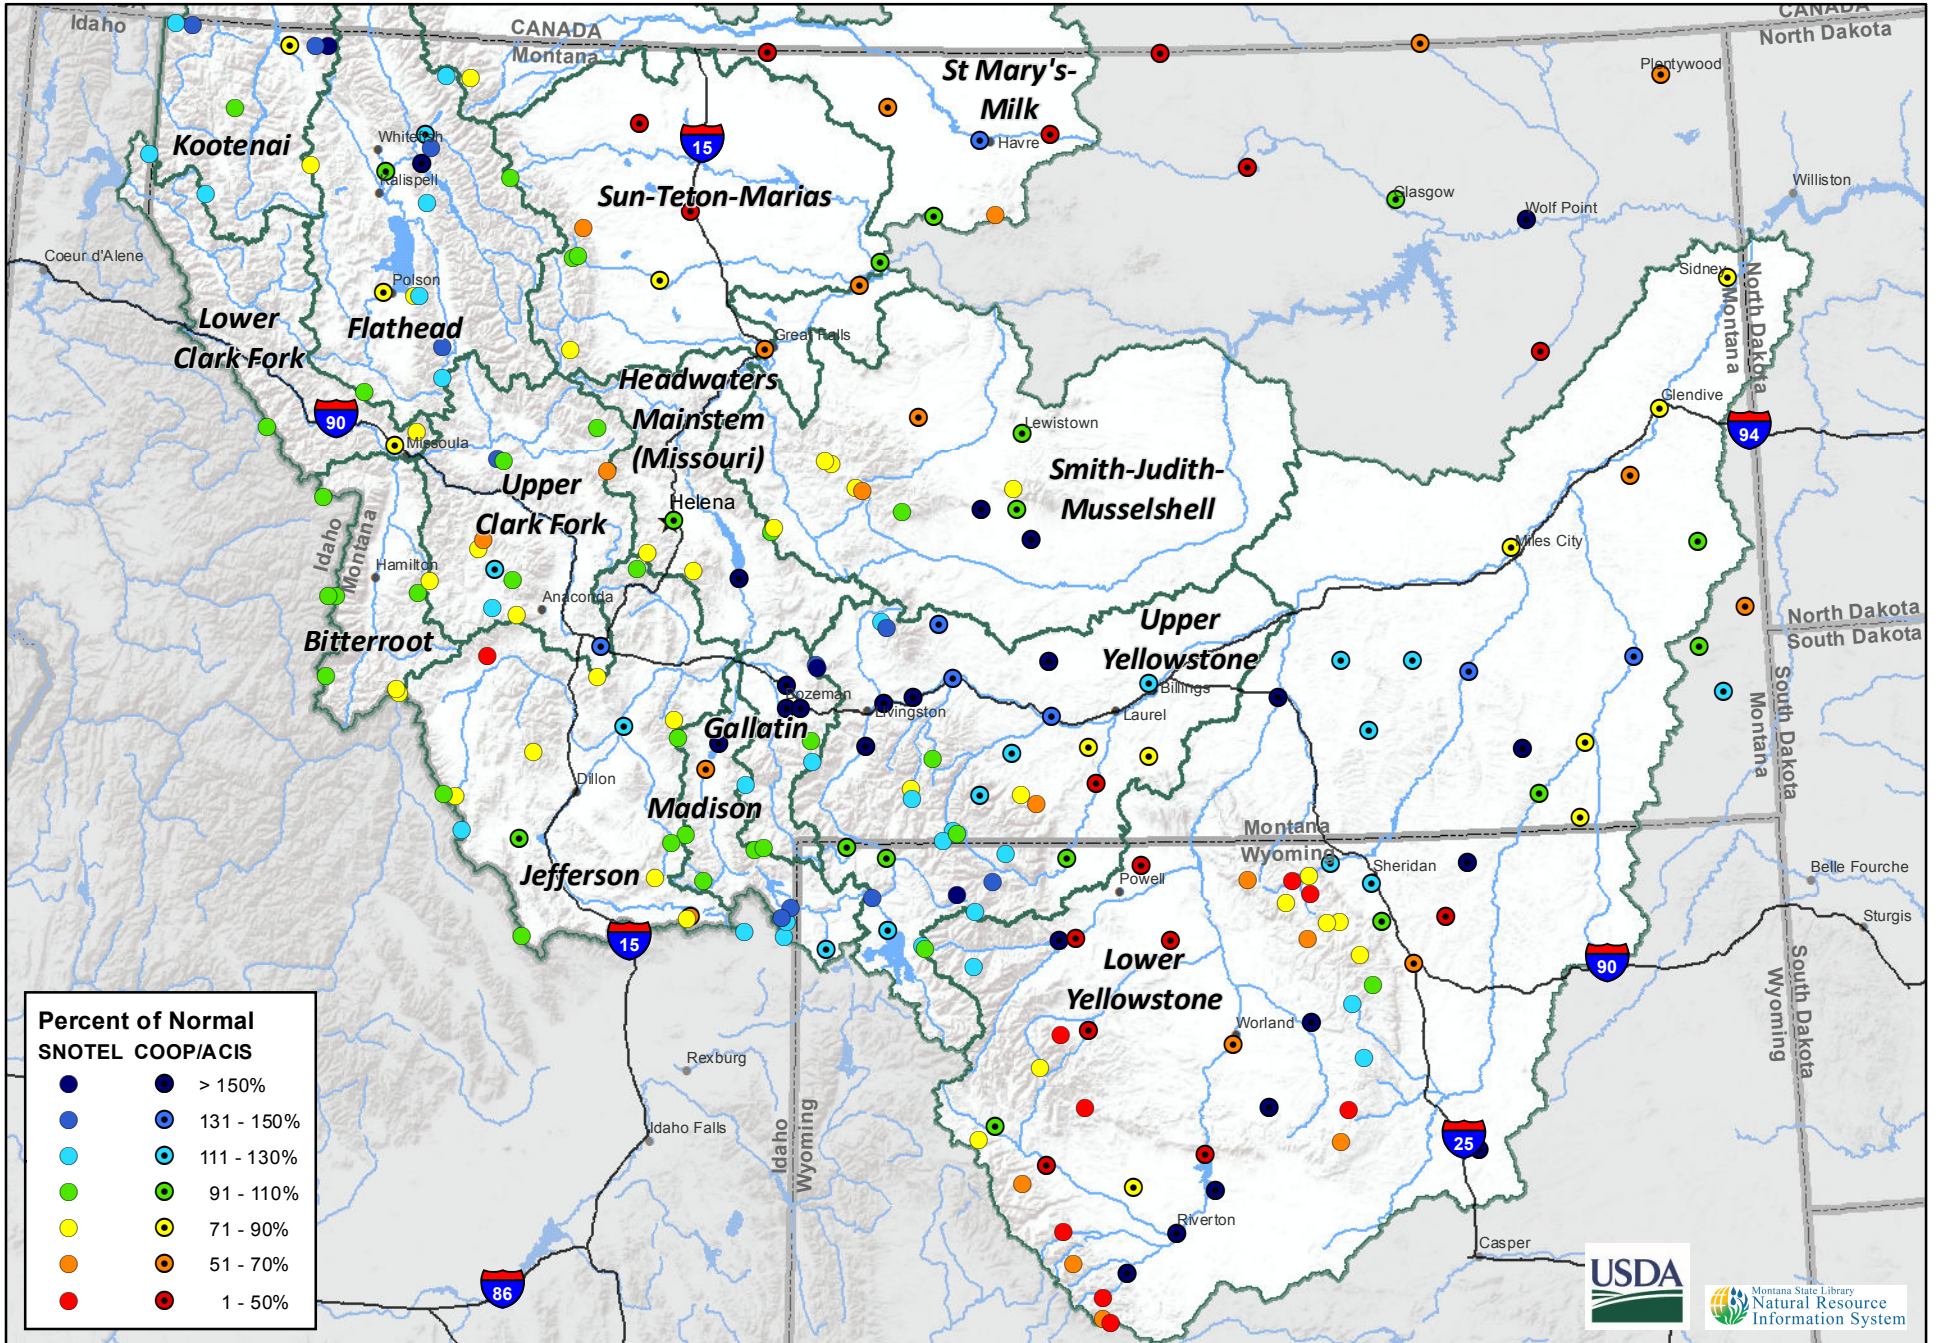 DA
Idaho
CANADA
Montana
CANADA
North Dakota
St Mary's-
Milk
Plentywood
Kootenai
Whitefish
15
Havre
Kalispell
Sun-Teton-Marias
Glasgow
Wolf Point
Williston
Coeur d'Alene
Polson
Sidney
Montana
North Dakota
Lower
Clark Fork
Flathead
Great Falls
Headwaters
Mainstem
(Missouri)
Glendive
90
Missoula
Lewistown
94
Upper
Clark Fork
Helena
Smith-Judith-
Musselshell
Idaho
Montana
Hamilton
Miles City
Anaconda
Bitterroot
Upper
Yellowstone
North Dakota
South Dakota
Bozeman
Livingston
Billings
Laurel
Gallatin
Montana
South Dakota
Dillon
Madison
Montana
Wyoming
Jefferson
Powell
Sheridan
Belle Fourche
Sturgis
15
Lower
Yellowstone
90
Wyoming
South Dakota
Worland
Rexburg
Idaho Falls
Idaho
Wyoming
25
Riverton
Casper
86
Percent of Normal
SNOTEL COOP/ACIS
> 150%
131 - 150%
111 - 130%
91 - 110%
71 - 90%
51 - 70%
1 - 50%
USDA
Montana State Library
Natural Resource
Information System